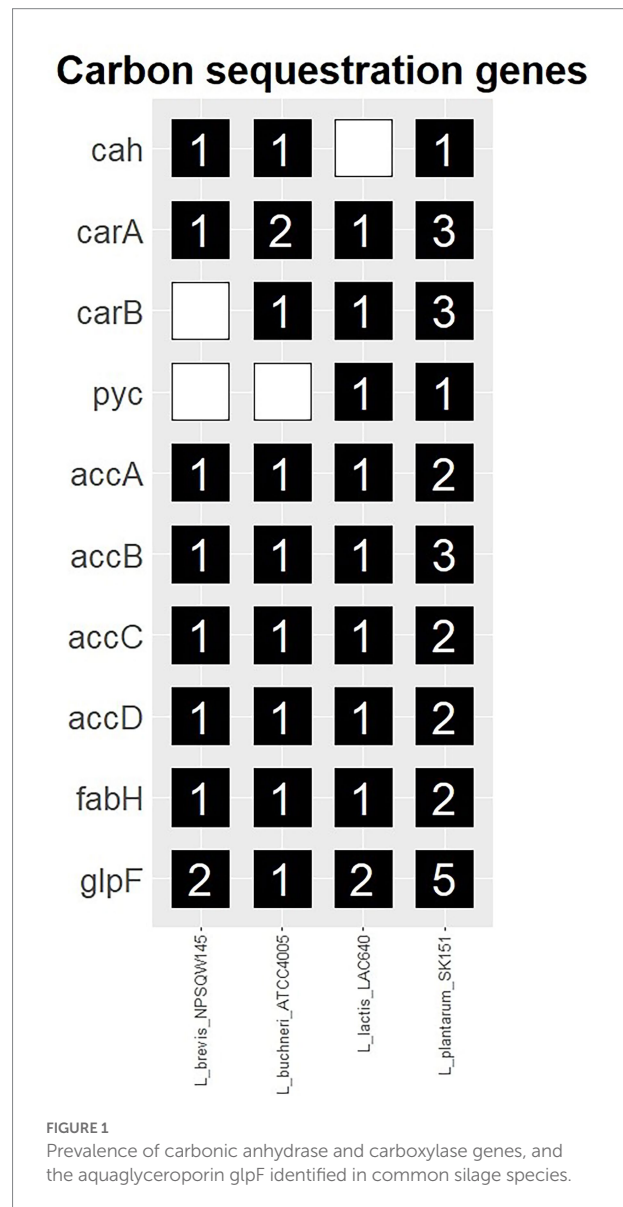 Carbon sequestration genes
cah 1 1 1
carA 1 2 1 3
carB 1 1 3
pyc 1 1
accA 1 1 1 2
accB 1 1 1 3
accC 1 1 1 2
accD 1 1 1 2
fabH 1 1 1 2
glpF 2 1 2 5
L_brevis_NPSQW145
L_buchneri_ATCC4005
L_lactis_LAC640
L_plantarum_SK151
FIGURE 1
Prevalence of carbonic anhydrase and carboxylase genes, and
the aquaglyceroporin glpF identified in common silage species.